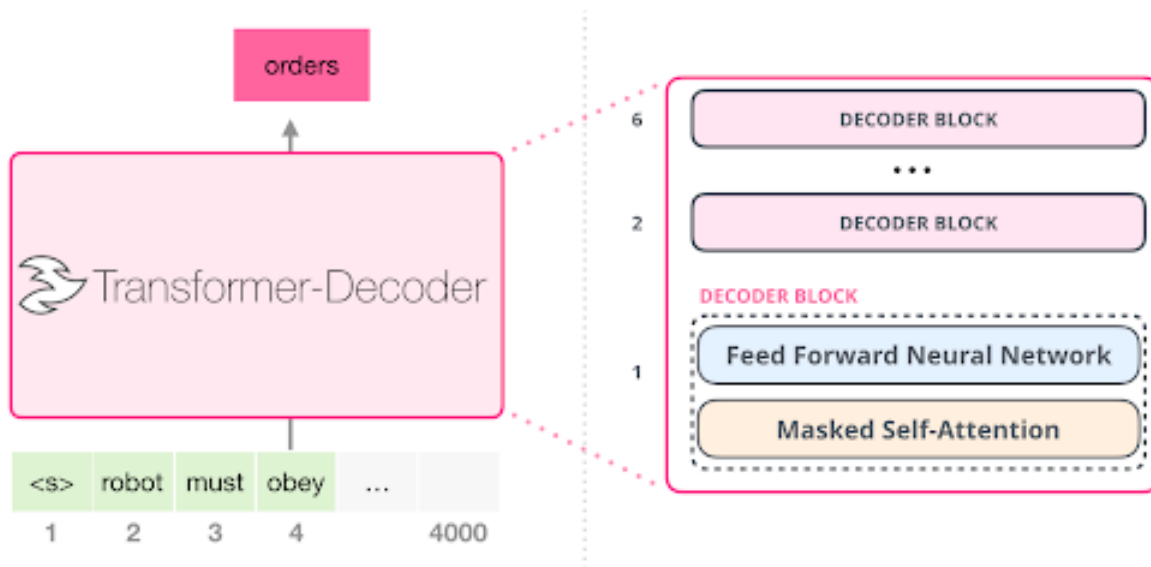 orders
Transformer-Decoder
<s> robot must obey ...
1 2 3 4 4000
6 DECODER BLOCK
...
2 DECODER BLOCK
DECODER BLOCK
Feed Forward Neural Network
1
Masked Self-Attention